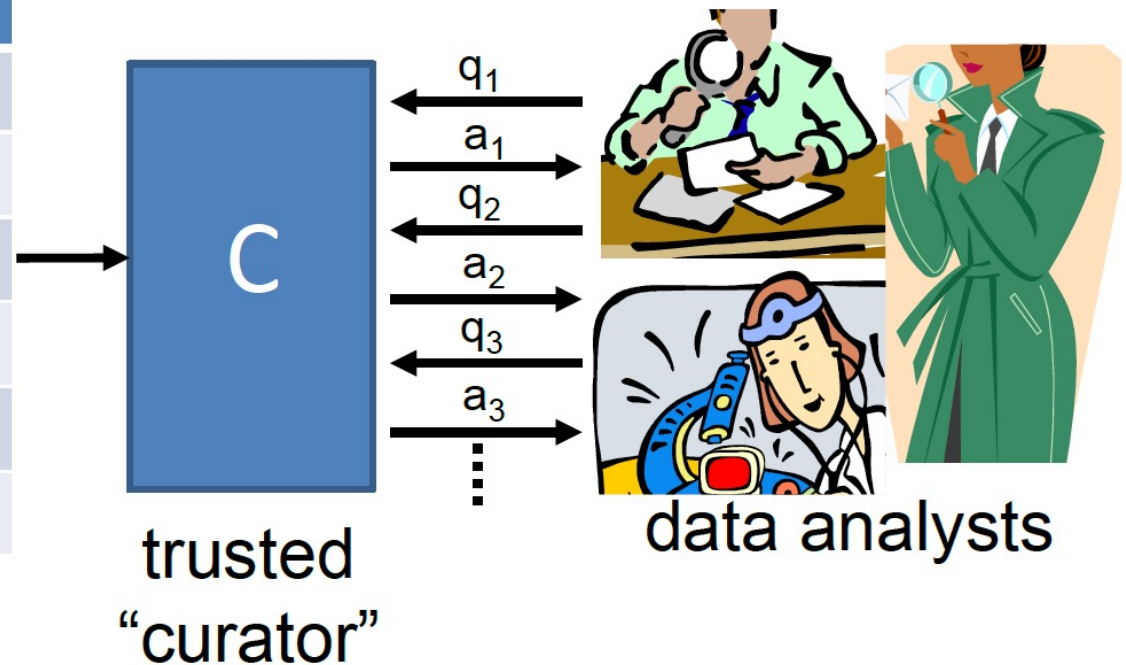 q₁
a₁
q₂
a₂
q₃
a₃
C
trusted
“curator”
data analysts